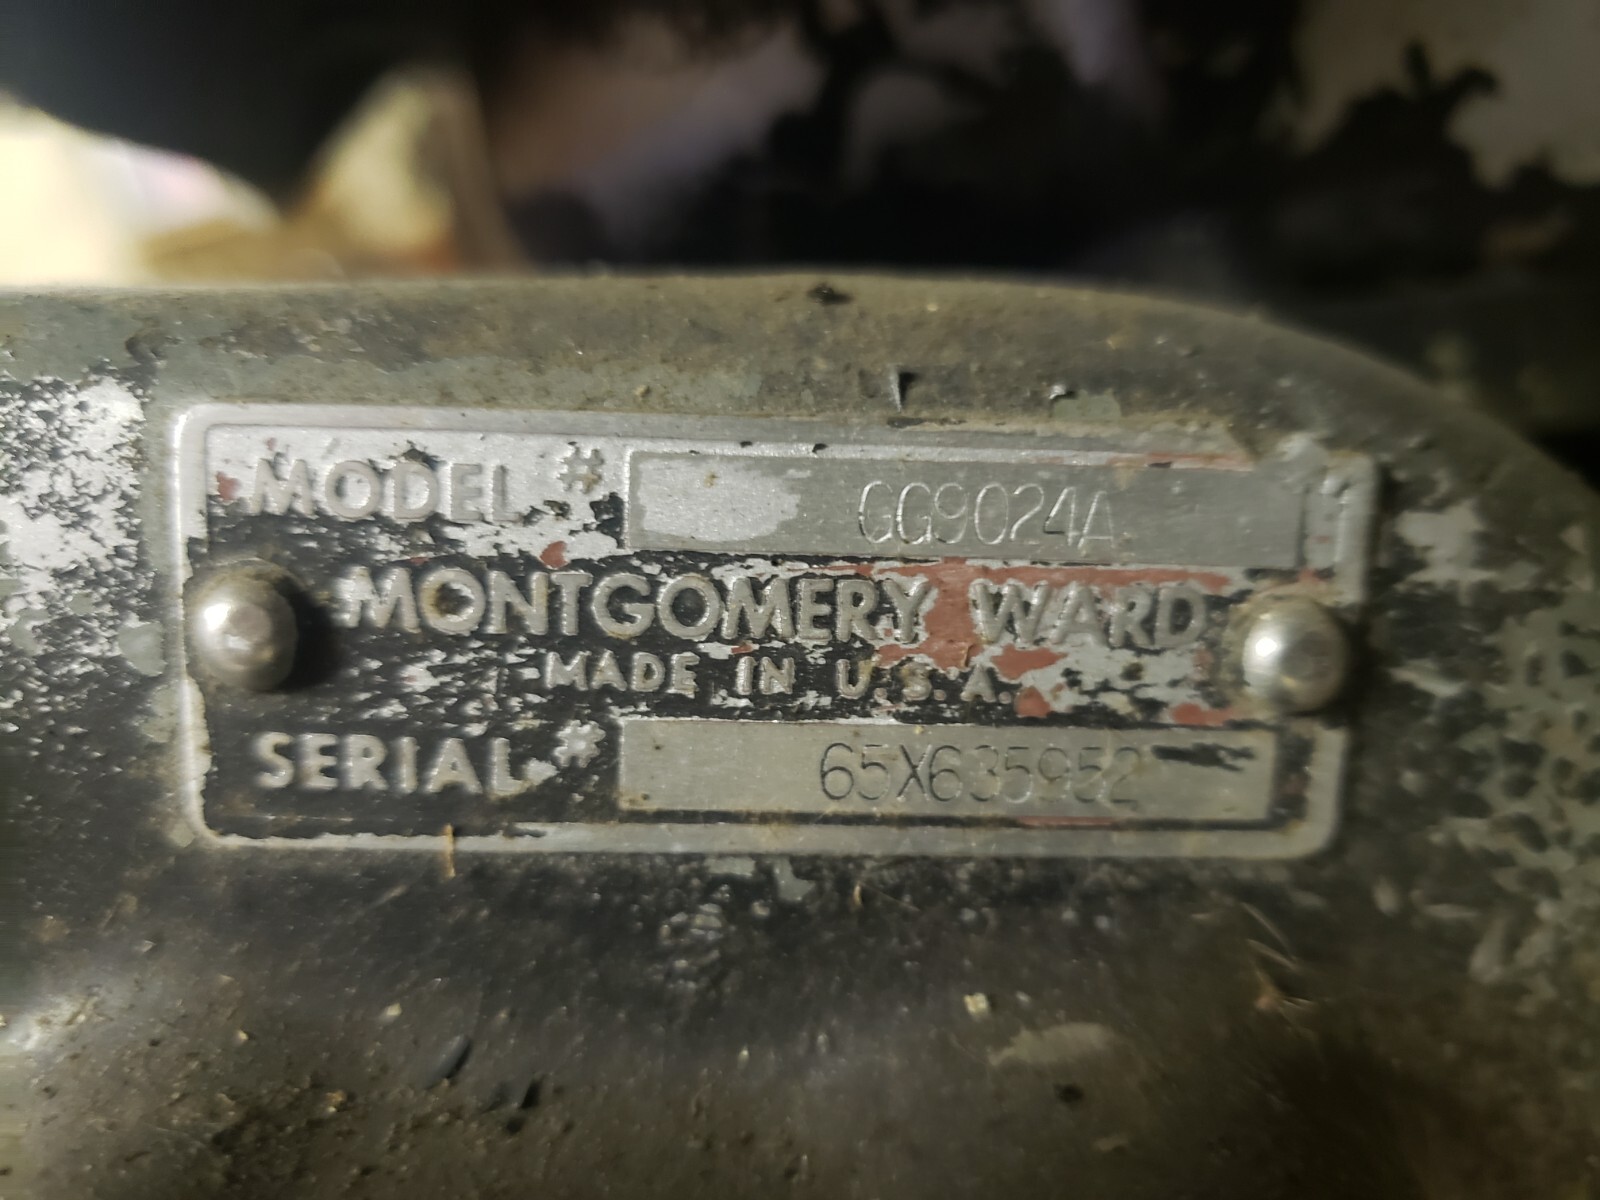 MODEL # GG9024A
MONTGOMERY WARD
MADE IN U.S.A.
SERIAL # 65X635952